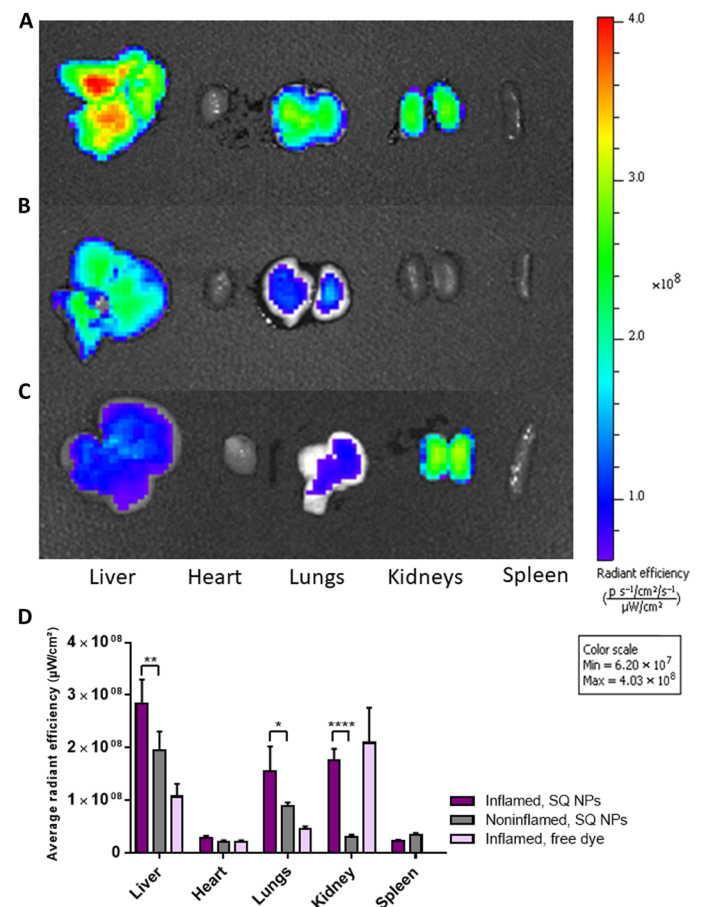 A
B
C
4.0
3.0
×10⁸
2.0
1.0
Liver Heart Lungs Kidneys Spleen
Radiant efficiency
(p s⁻¹/cm²/s⁻¹
µW/cm²)
Color scale
Min = 6.20 × 10⁷
Max = 4.03 × 10⁸
D
Average radiant efficiency (µW/cm²)
4 × 10⁰⁸
3 × 10⁰⁸
2 × 10⁰⁸
1 × 10⁰⁸
0
**
*
****
Liver Heart Lungs Kidney Spleen
Inflamed, SQ NPs
Noninflamed, SQ NPs
Inflamed, free dye